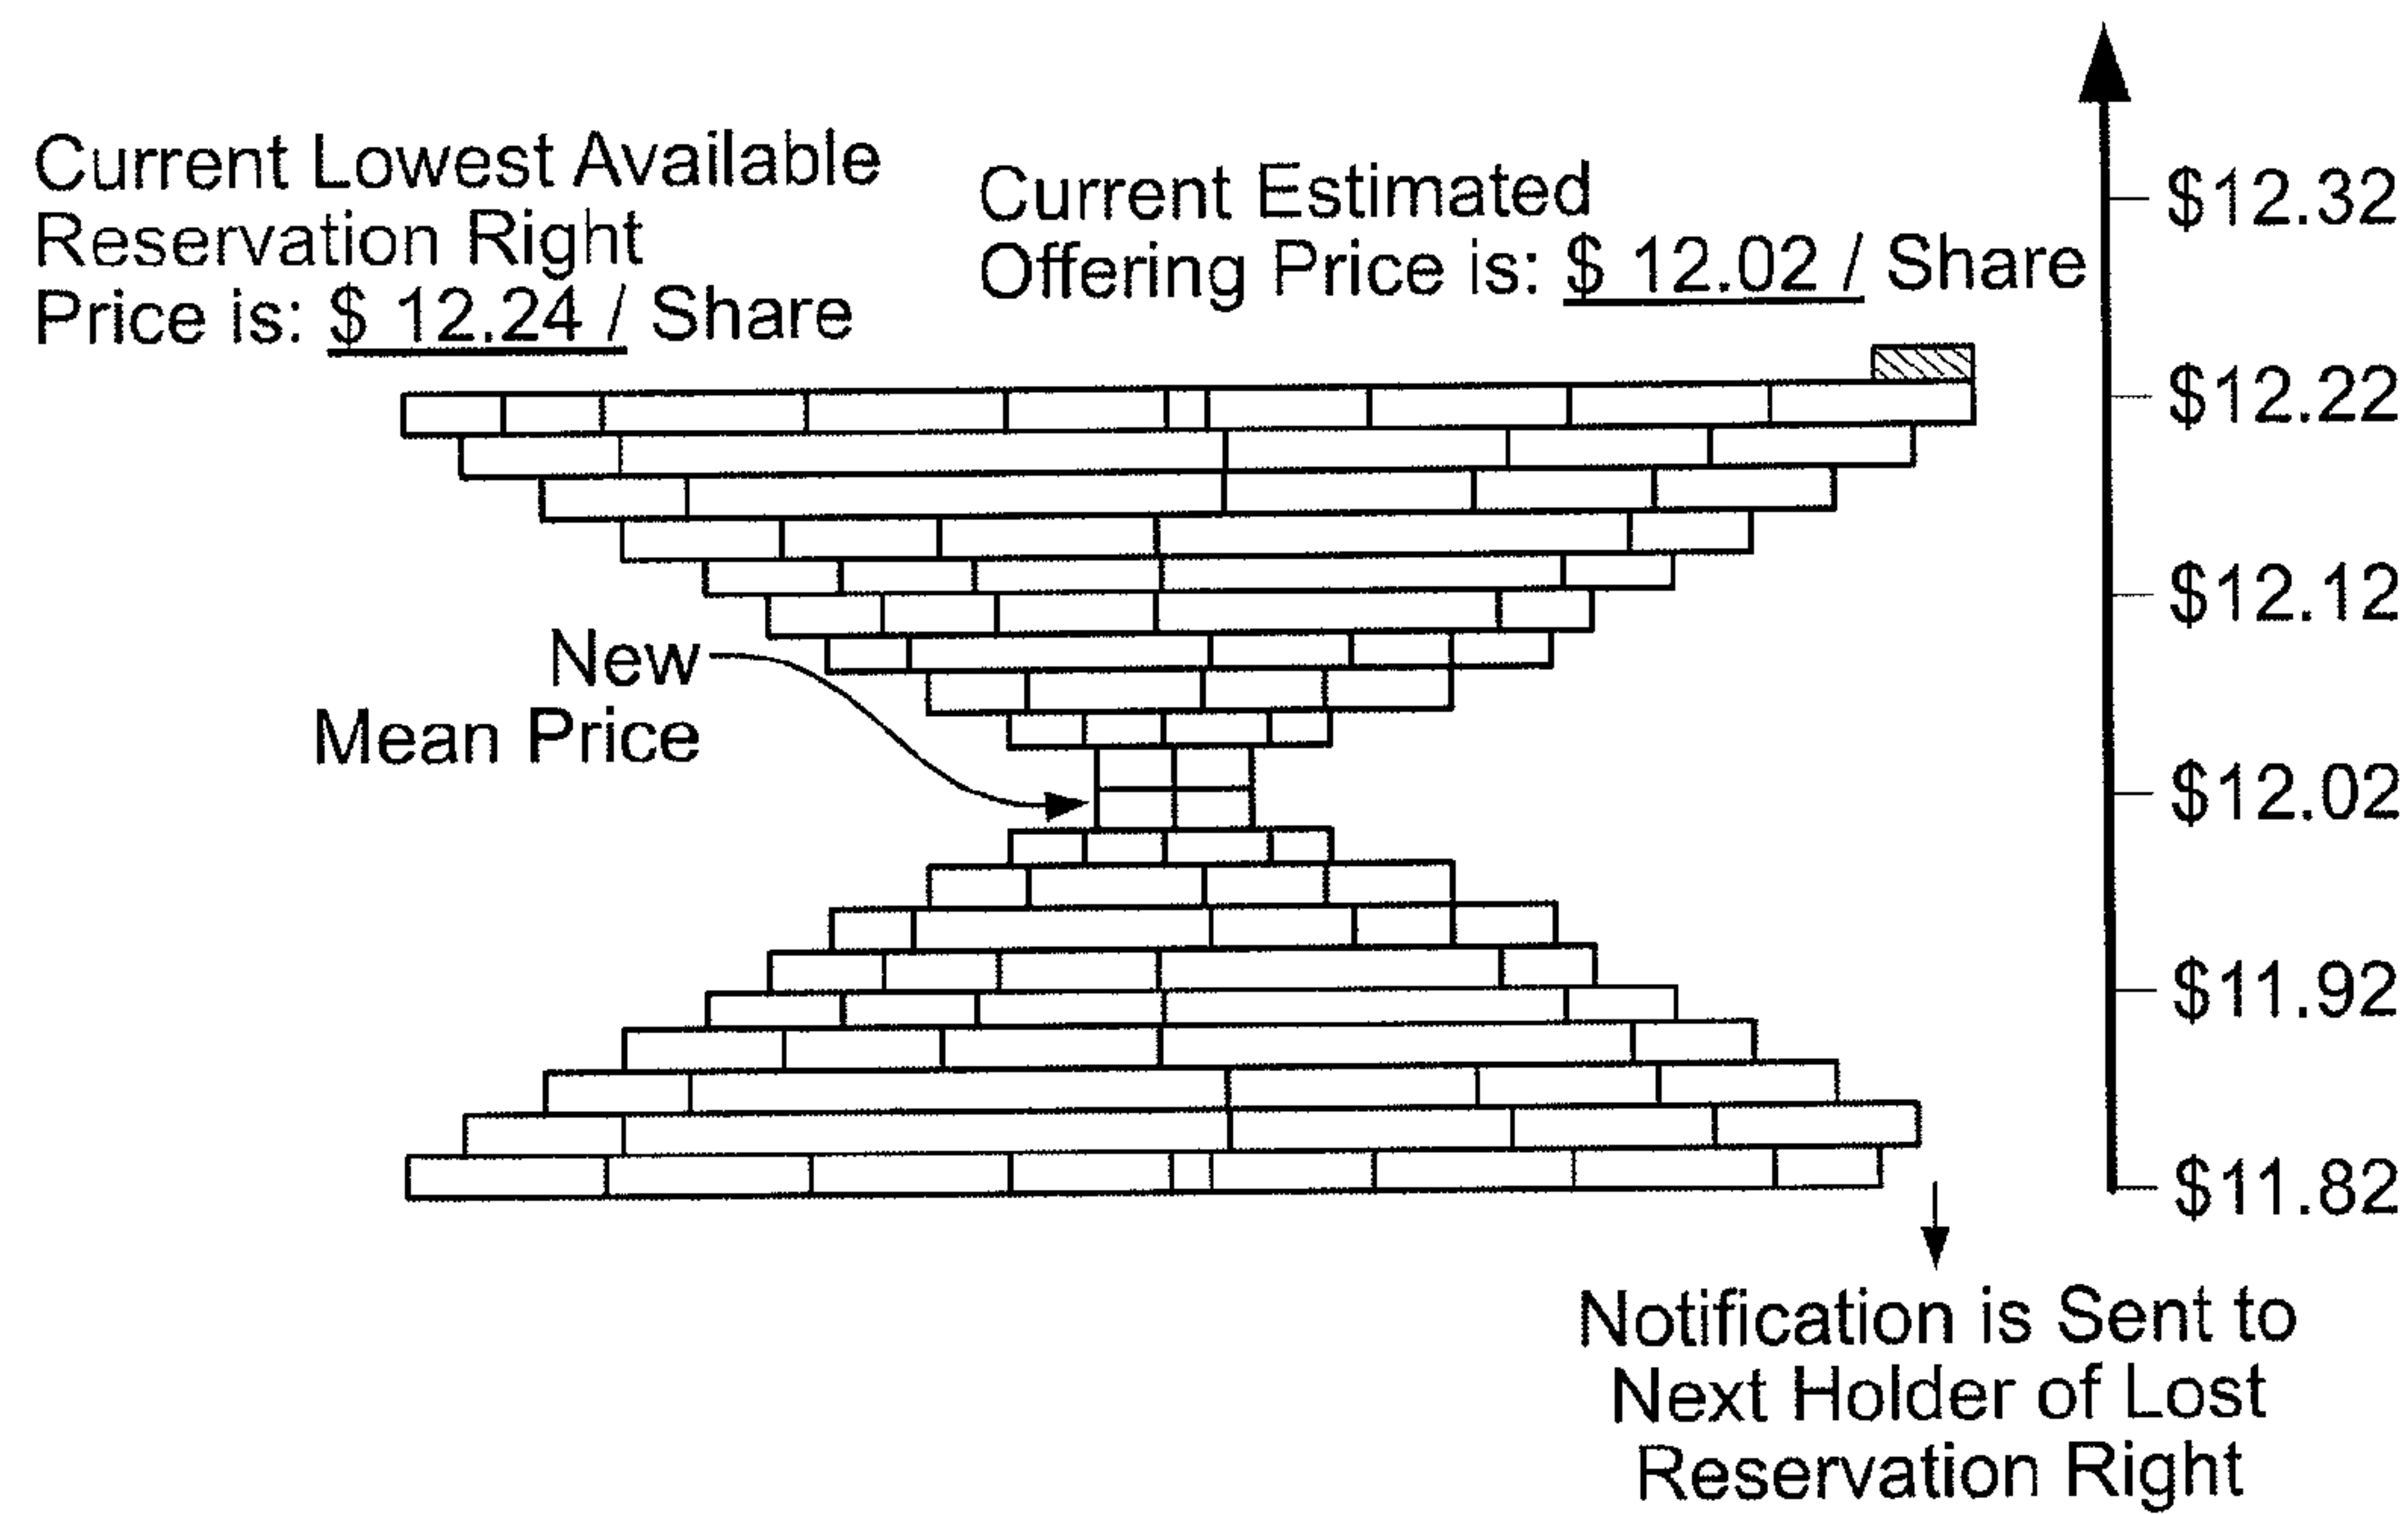 Current Lowest Available
Reservation Right
Price is: $ 12.24 / Share
Current Estimated
Offering Price is: $ 12.02 / Share
$12.32
$12.22
$12.12
New
Mean Price
$12.02
$11.92
$11.82
Notification is Sent to
Next Holder of Lost
Reservation Right